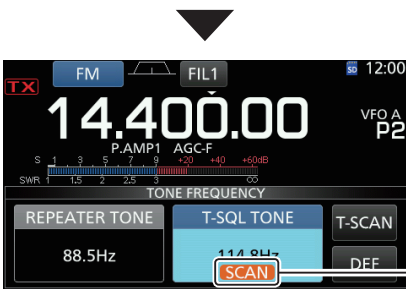 FM FIL1 SD 12:00
TX
14.400.00 VFO A
P2
P.AMP1 AGC-F
S 1 3 5 7 9 +20 +40 +60dB
SWR 1 1.5 2 2.5 3 ∞
TONE FREQUENCY
REPEATER TONE T-SQL TONE T-SCAN
88.5Hz 114.8Hz DEF
SCAN